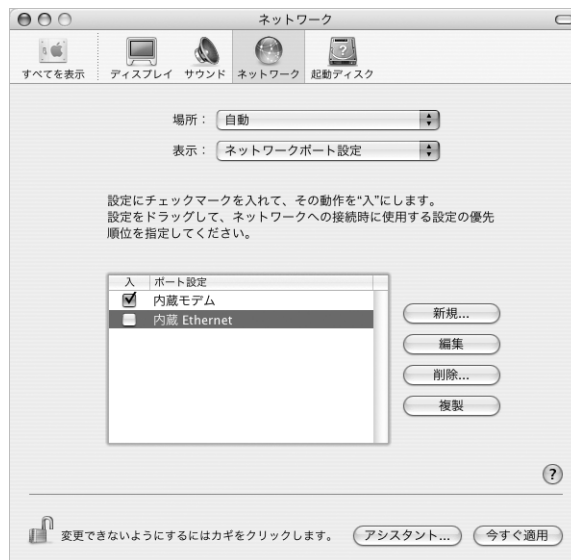 ネットワーク
すべてを表示
ディスプレイ
サウンド
ネットワーク
起動ディスク
場所： 自動
表示： ネットワークポート設定
設定にチェックマークを入れて、その動作を“入”にします。
設定をドラッグして、ネットワークへの接続時に使用する設定の優先
順位を指定してください。
入 ポート設定
内蔵モデム
内蔵 Ethernet
新規...
編集
削除...
複製
?
変更できないようにするにはカギをクリックします。
アシスタント...
今すぐ適用